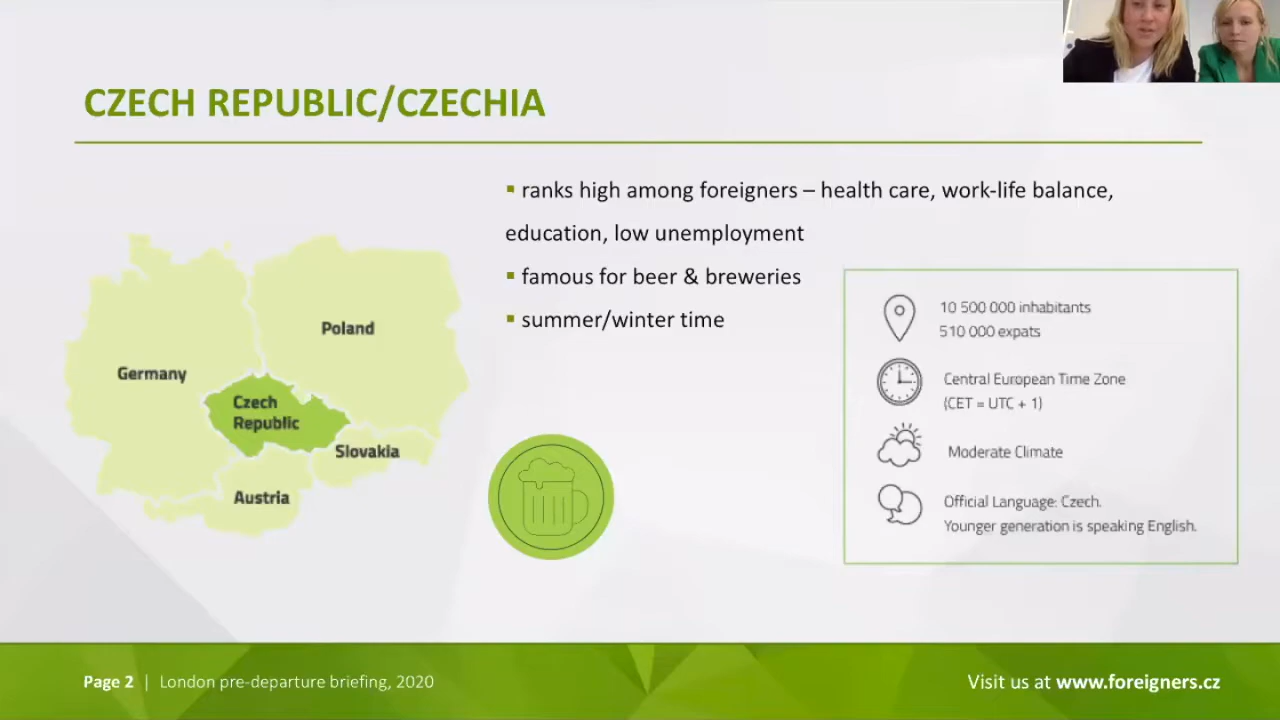 CZECH REPUBLIC/CZECHIA
▪ ranks high among foreigners – health care, work-life balance,
education, low unemployment
▪ famous for beer & breweries
▪ summer/winter time
Poland
Germany
Czech
Republic
Slovakia
Austria
10 500 000 inhabitants
510 000 expats
Central European Time Zone
(CET = UTC + 1)
Moderate Climate
Official Language: Czech.
Younger generation is speaking English.
Page 2 | London pre-departure briefing, 2020
Visit us at www.foreigners.cz